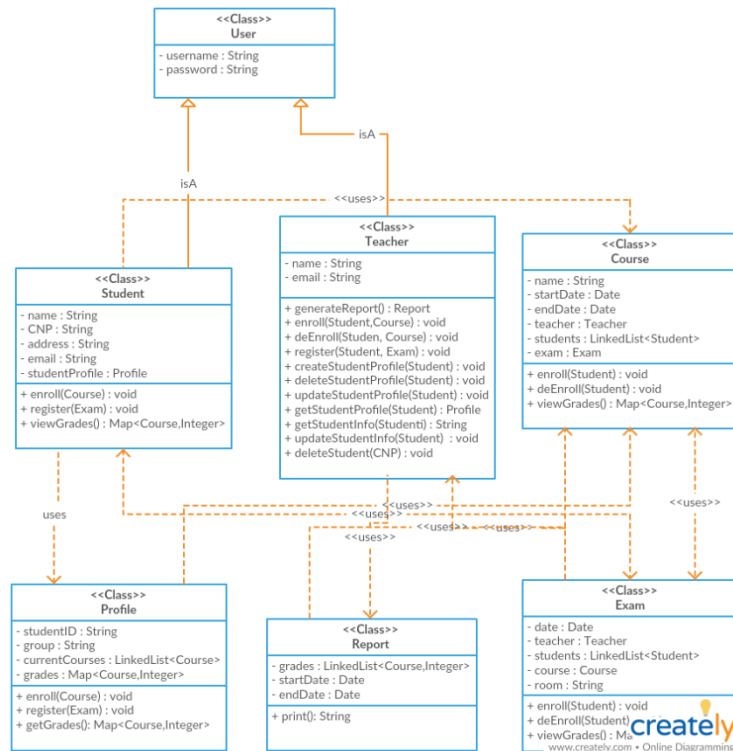 <<Class>>
User
- username : String
- password : String
isA
isA
<<uses>>
<<Class>>
Student
- name : String
- CNP : String
- address : String
- email : String
- studentProfile : Profile
+ enroll(Course) : void
+ register(Exam) : void
+ viewGrades() : Map<Course,Integer>
<<Class>>
Teacher
- name : String
- email : String
+ generateReport() : Report
+ enroll(Student,Course) : void
+ deEnroll(Studen, Course) : void
+ register(Student, Exam) : void
+ createStudentProfile(Student) : void
+ deleteStudentProfile(Student) : void
+ updateStudentProfile(Student) : void
+ getStudentProfile(Student) : Profile
+ getStudentInfo(Studenti) : String
+ updateStudentInfo(Student) : void
+ deleteStudent(CNP) : void
<<Class>>
Course
- name : String
- startDate : Date
- endDate : Date
- teacher : Teacher
- students : LinkedList<Student>
- exam : Exam
+ enroll(Student) : void
+ deEnroll(Student) : void
+ viewGrades() : Map<Course,Integer>
uses
<<uses>>
<<uses>>
<<uses>>
<<uses>>
<<uses>>
<<uses>>
<<Class>>
Profile
- studentID : String
- group : String
- currentCourses : LinkedList<Course>
- grades : Map<Course,Integer>
+ enroll(Course) : void
+ register(Exam) : void
+ getGrades(): Map<Course,Integer>
<<Class>>
Report
- grades : LinkedList<Course,Integer>
- startDate : Date
- endDate : Date
+ print(): String
<<Class>>
Exam
- date : Date
- teacher : Teacher
- students : LinkedList<Student>
- course : Course
- room : String
+ enroll(Student) : void
+ deEnroll(Student)
+ viewGrades() :
creately
www.creately.com • Online Diagramming